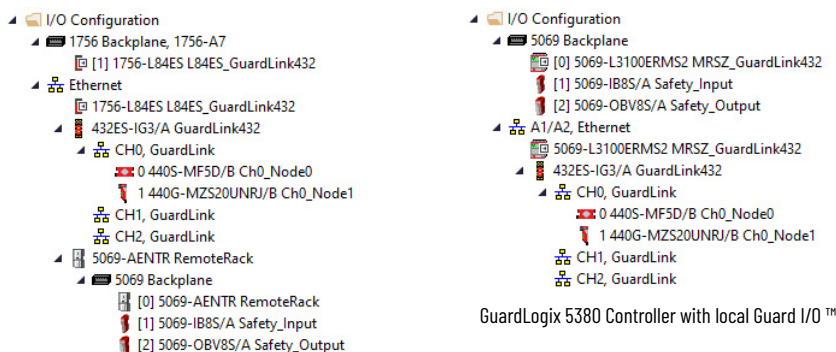 I/O Configuration
1756 Backplane, 1756-A7
[1] 1756-L84ES L84ES_GuardLink432
Ethernet
1756-L84ES L84ES_GuardLink432
432ES-IG3/A GuardLink432
CH0, GuardLink
0 440S-MF5D/B Ch0_Node0
1 440G-MZS20UNRJ/B Ch0_Node1
CH1, GuardLink
CH2, GuardLink
5069-AENTR RemoteRack
5069 Backplane
[0] 5069-AENTR RemoteRack
[1] 5069-IB8S/A Safety_Input
[2] 5069-OBV8S/A Safety_Output
I/O Configuration
5069 Backplane
[0] 5069-L3100ERMS2 MRSZ_GuardLink432
[1] 5069-IB8S/A Safety_Input
[2] 5069-OBV8S/A Safety_Output
A1/A2, Ethernet
5069-L3100ERMS2 MRSZ_GuardLink432
432ES-IG3/A GuardLink432
CH0, GuardLink
0 440S-MF5D/B Ch0_Node0
1 440G-MZS20UNRJ/B Ch0_Node1
CH1, GuardLink
CH2, GuardLink
GuardLogix 5380 Controller with local Guard I/O ™